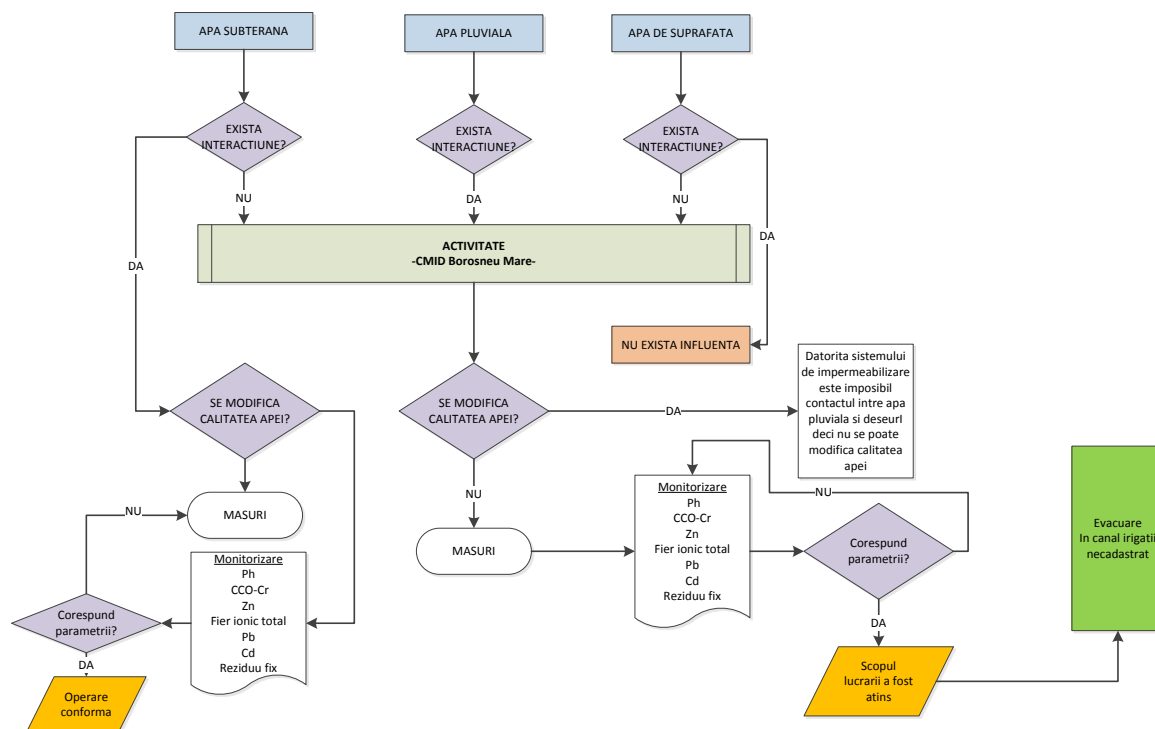 APA SUBTERANA
APA PLUVIALA
APA DE SUPRAFATA
EXISTA
INTERACTIUNE?
EXISTA
INTERACTIUNE?
EXISTA
INTERACTIUNE?
NU
DA
NU
DA
DA
ACTIVITATE
-CMID Borosneu Mare-
NU EXISTA INFLUENTA
SE MODIFICA
CALITATEA APEI?
SE MODIFICA
CALITATEA APEI?
DA
Datorita sistemului
de impermeabilizare
este imposibil
contactul intre apa
pluviala si deseurl
deci nu se poate
modifica calitatea
apei
NU
NU
NU
MASURI
MASURI
Monitorizare
Ph
CCO-Cr
Zn
Fier ionic total
Pb
Cd
Reziduu fix
Corespund
parametrii?
Evacuare
In canal irigatii
necadastrat
Monitorizare
Ph
CCO-Cr
Zn
Fier ionic total
Pb
Cd
Reziduu fix
Corespund
parametrii?
DA
DA
Operare
conforma
Scopul
lucrarii a fost
atins